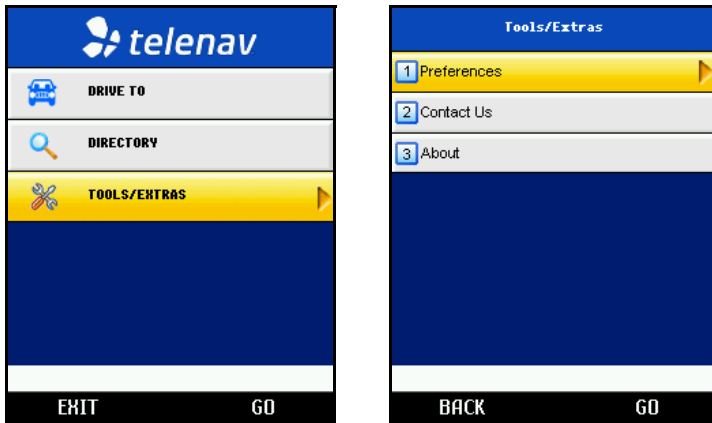 telenav
DRIVE TO
DIRECTORY
TOOLS/EXTRAS
EXIT GO
Tools/Extras
1 Preferences
2 Contact Us
3 About
BACK GO